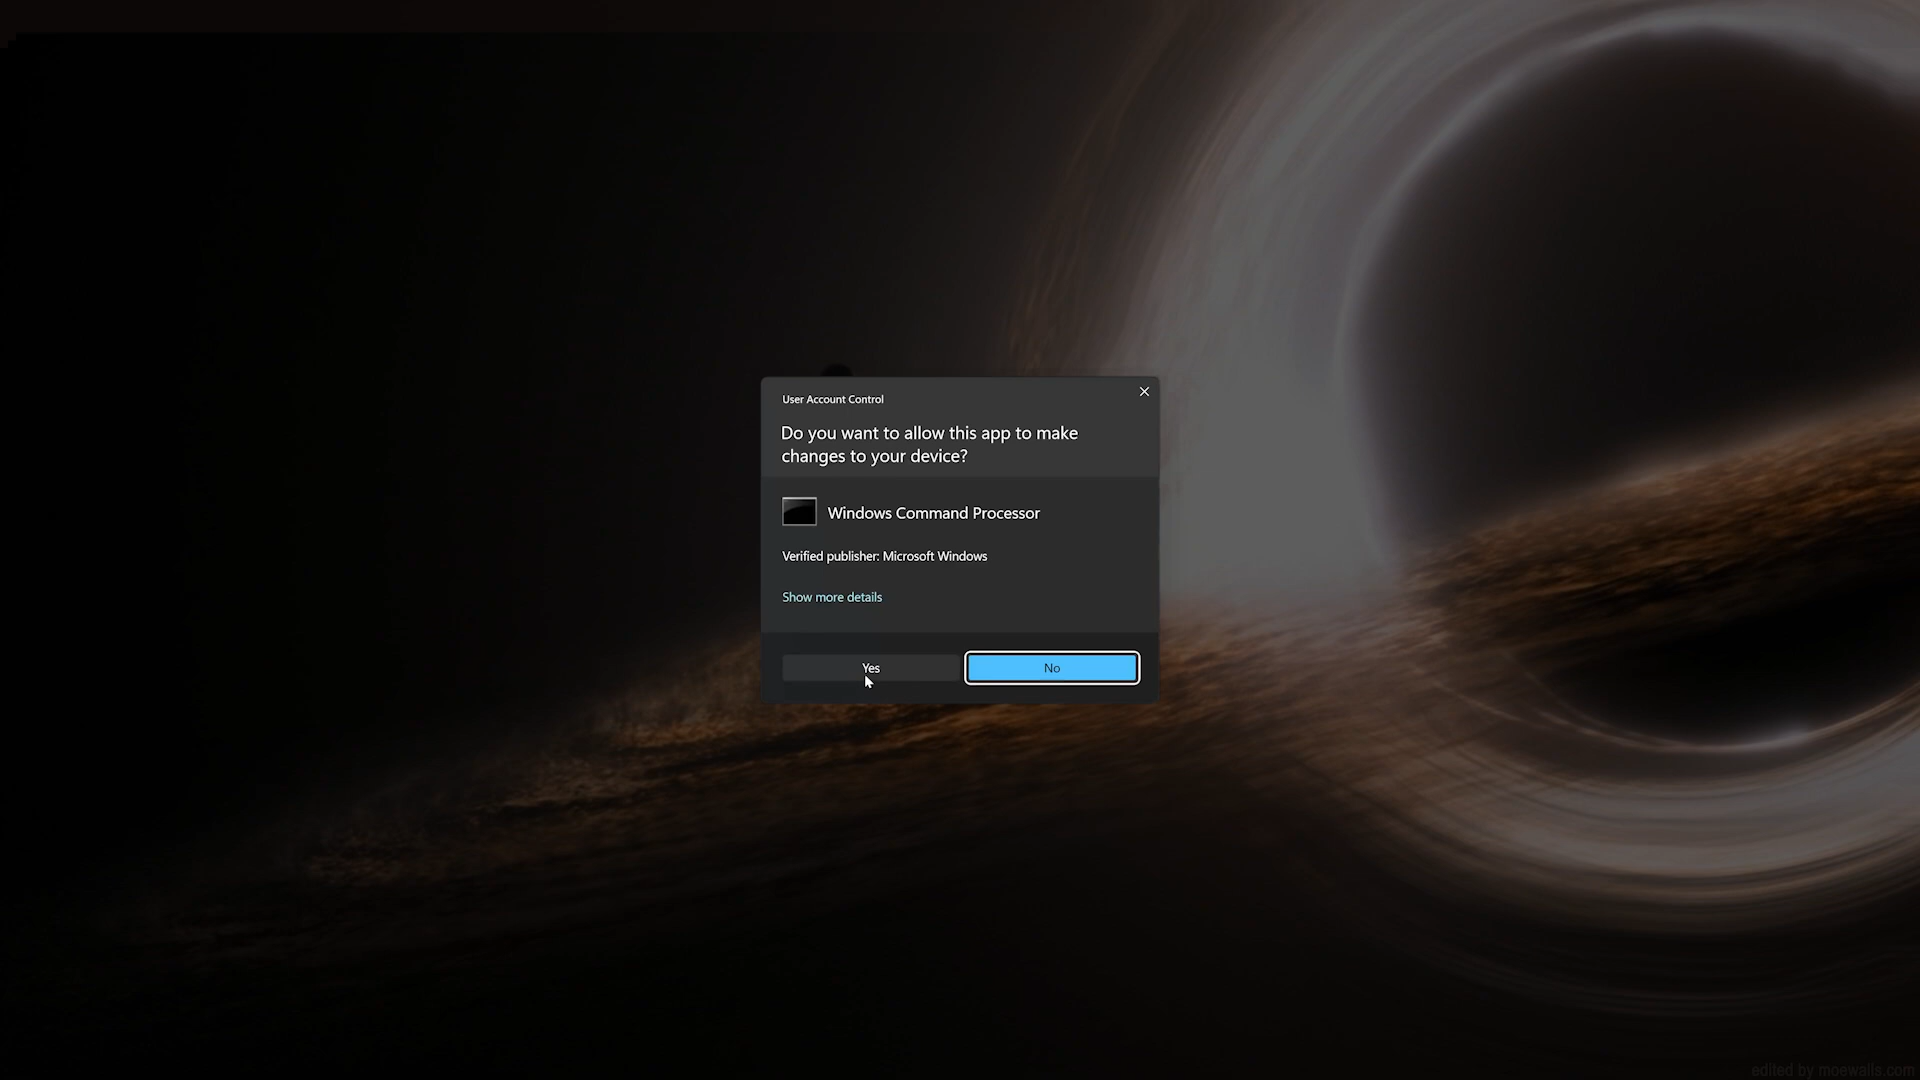 User Account Control
Do you want to allow this app to make
changes to your device?
Windows Command Processor
Verified publisher: Microsoft Windows
Show more details
Yes
No
edited by moewalls.com